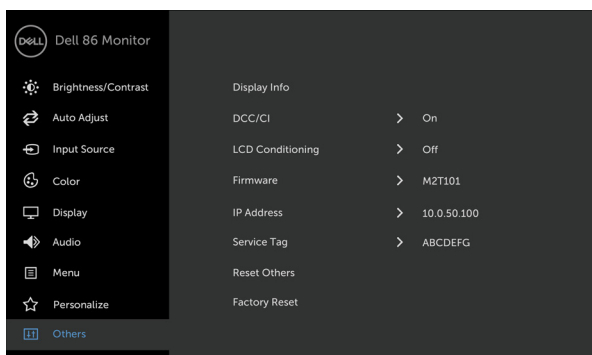 DELL
Dell 86 Monitor
Brightness/Contrast
Auto Adjust
Input Source
Color
Display
Audio
Menu
Personalize
Others
Display Info
DCC/CI > On
LCD Conditioning > Off
Firmware > M2T101
IP Address > 10.0.50.100
Service Tag > ABCDEFG
Reset Others
Factory Reset